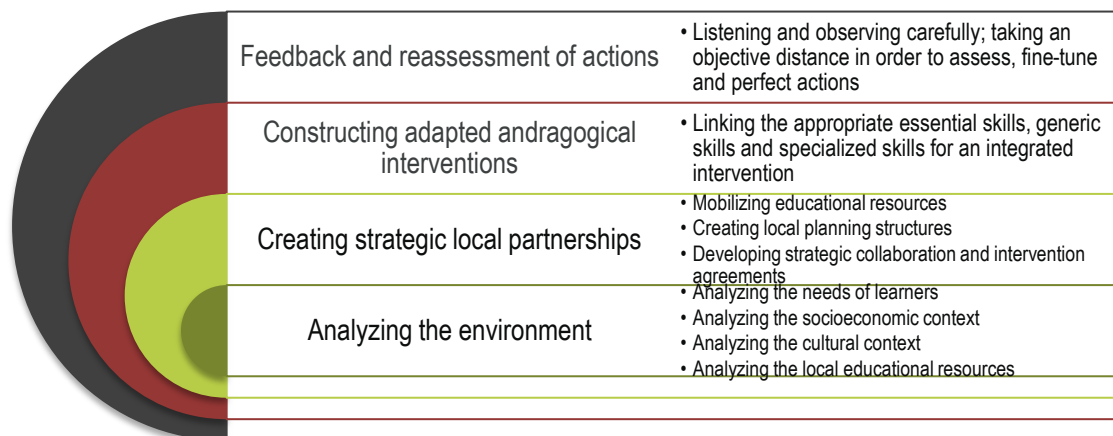 Feedback and reassessment of actions
• Listening and observing carefully; taking an
objective distance in order to assess, fine-tune
and perfect actions
Constructing adapted andragogical
interventions
• Linking the appropriate essential skills, generic
skills and specialized skills for an integrated
intervention
Creating strategic local partnerships
• Mobilizing educational resources
• Creating local planning structures
• Developing strategic collaboration and intervention
agreements
Analyzing the environment
• Analyzing the needs of learners
• Analyzing the socioeconomic context
• Analyzing the cultural context
• Analyzing the local educational resources